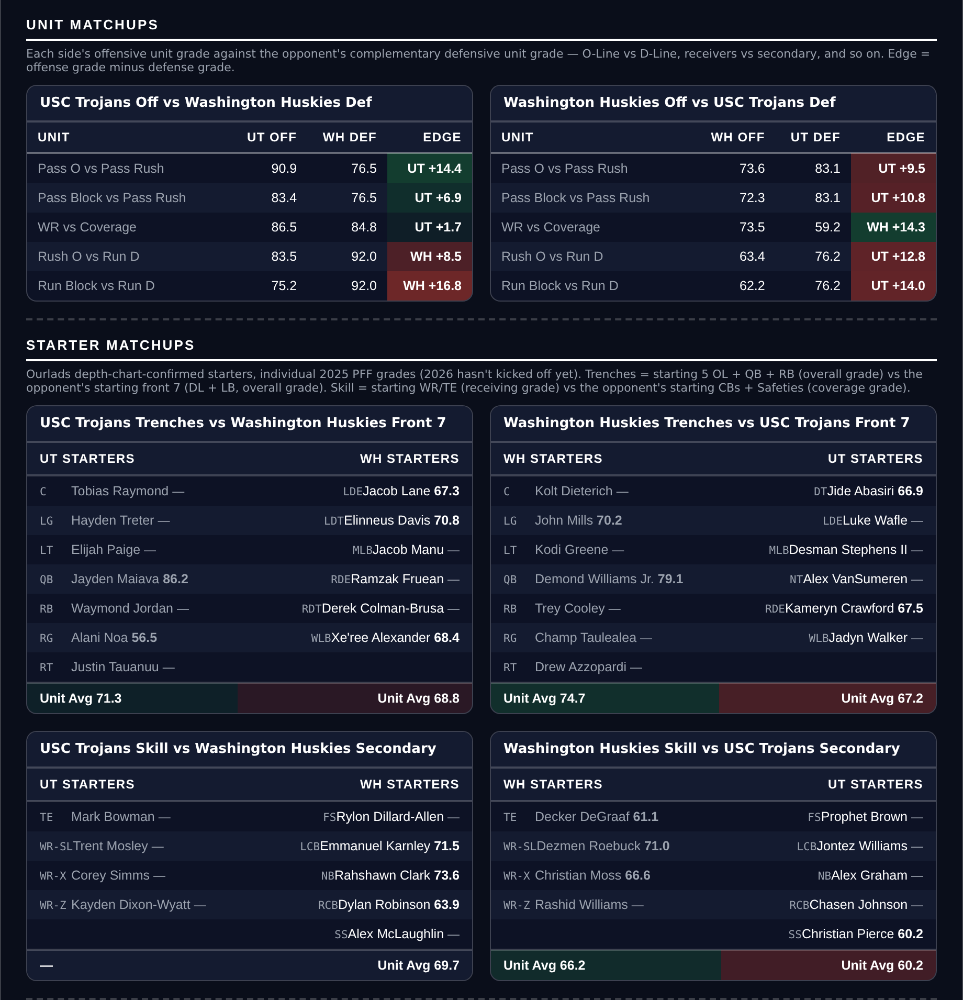 UNIT MATCHUPS
Each side's offensive unit grade against the opponent's complementary defensive unit grade — O-Line vs D-Line, receivers vs secondary, and so on. Edge =
offense grade minus defense grade.
USC Trojans Off vs Washington Huskies Def
UNIT UT OFF WH DEF EDGE
Pass O vs Pass Rush 90.9 76.5 UT +14.4
Pass Block vs Pass Rush 83.4 76.5 UT +6.9
WR vs Coverage 86.5 84.8 UT +1.7
Rush O vs Run D 83.5 92.0 WH +8.5
Run Block vs Run D 75.2 92.0 WH +16.8
Washington Huskies Off vs USC Trojans Def
UNIT WH OFF UT DEF EDGE
Pass O vs Pass Rush 73.6 83.1 UT +9.5
Pass Block vs Pass Rush 72.3 83.1 UT +10.8
WR vs Coverage 73.5 59.2 WH +14.3
Rush O vs Run D 63.4 76.2 UT +12.8
Run Block vs Run D 62.2 76.2 UT +14.0
STARTER MATCHUPS
Ourlads depth-chart-confirmed starters, individual 2025 PFF grades (2026 hasn't kicked off yet). Trenches = starting 5 OL + QB + RB (overall grade) vs the
opponent's starting front 7 (DL + LB, overall grade). Skill = starting WR/TE (receiving grade) vs the opponent's starting CBs + Safeties (coverage grade).
USC Trojans Trenches vs Washington Huskies Front 7
UT STARTERS WH STARTERS
C Tobias Raymond — LDEJacob Lane 67.3
LG Hayden Treter — LDTElinneus Davis 70.8
LT Elijah Paige — MLBJacob Manu —
QB Jayden Maiava 86.2 RDERamzak Fruean —
RB Waymond Jordan — RDTDerek Colman-Brusa —
RG Alani Noa 56.5 WLBXe'ree Alexander 68.4
RT Justin Tauanuu —
Unit Avg 71.3 Unit Avg 68.8
Washington Huskies Trenches vs USC Trojans Front 7
WH STARTERS UT STARTERS
C Kolt Dieterich — DTJide Abasiri 66.9
LG John Mills 70.2 LDELuke Wafle —
LT Kodi Greene — MLBDesman Stephens II —
QB Demond Williams Jr. 79.1 NTAlex VanSumeren —
RB Trey Cooley — RDEKameryn Crawford 67.5
RG Champ Taulealea — WLBJadyn Walker —
RT Drew Azzopardi —
Unit Avg 74.7 Unit Avg 67.2
USC Trojans Skill vs Washington Huskies Secondary
UT STARTERS WH STARTERS
TE Mark Bowman — FSRylon Dillard-Allen —
WR-SLTrent Mosley — LCBEmmanuel Karnley 71.5
WR-X Corey Simms — NBRahshawn Clark 73.6
WR-Z Kayden Dixon-Wyatt — RCBDylan Robinson 63.9
SSAlex McLaughlin —
— Unit Avg 69.7
Washington Huskies Skill vs USC Trojans Secondary
WH STARTERS UT STARTERS
TE Decker DeGraaf 61.1 FSProphet Brown —
WR-SLDezmen Roebuck 71.0 LCBJontez Williams —
WR-X Christian Moss 66.6 NBAlex Graham —
WR-Z Rashid Williams — RCBChasen Johnson —
SSChristian Pierce 60.2
Unit Avg 66.2 Unit Avg 60.2